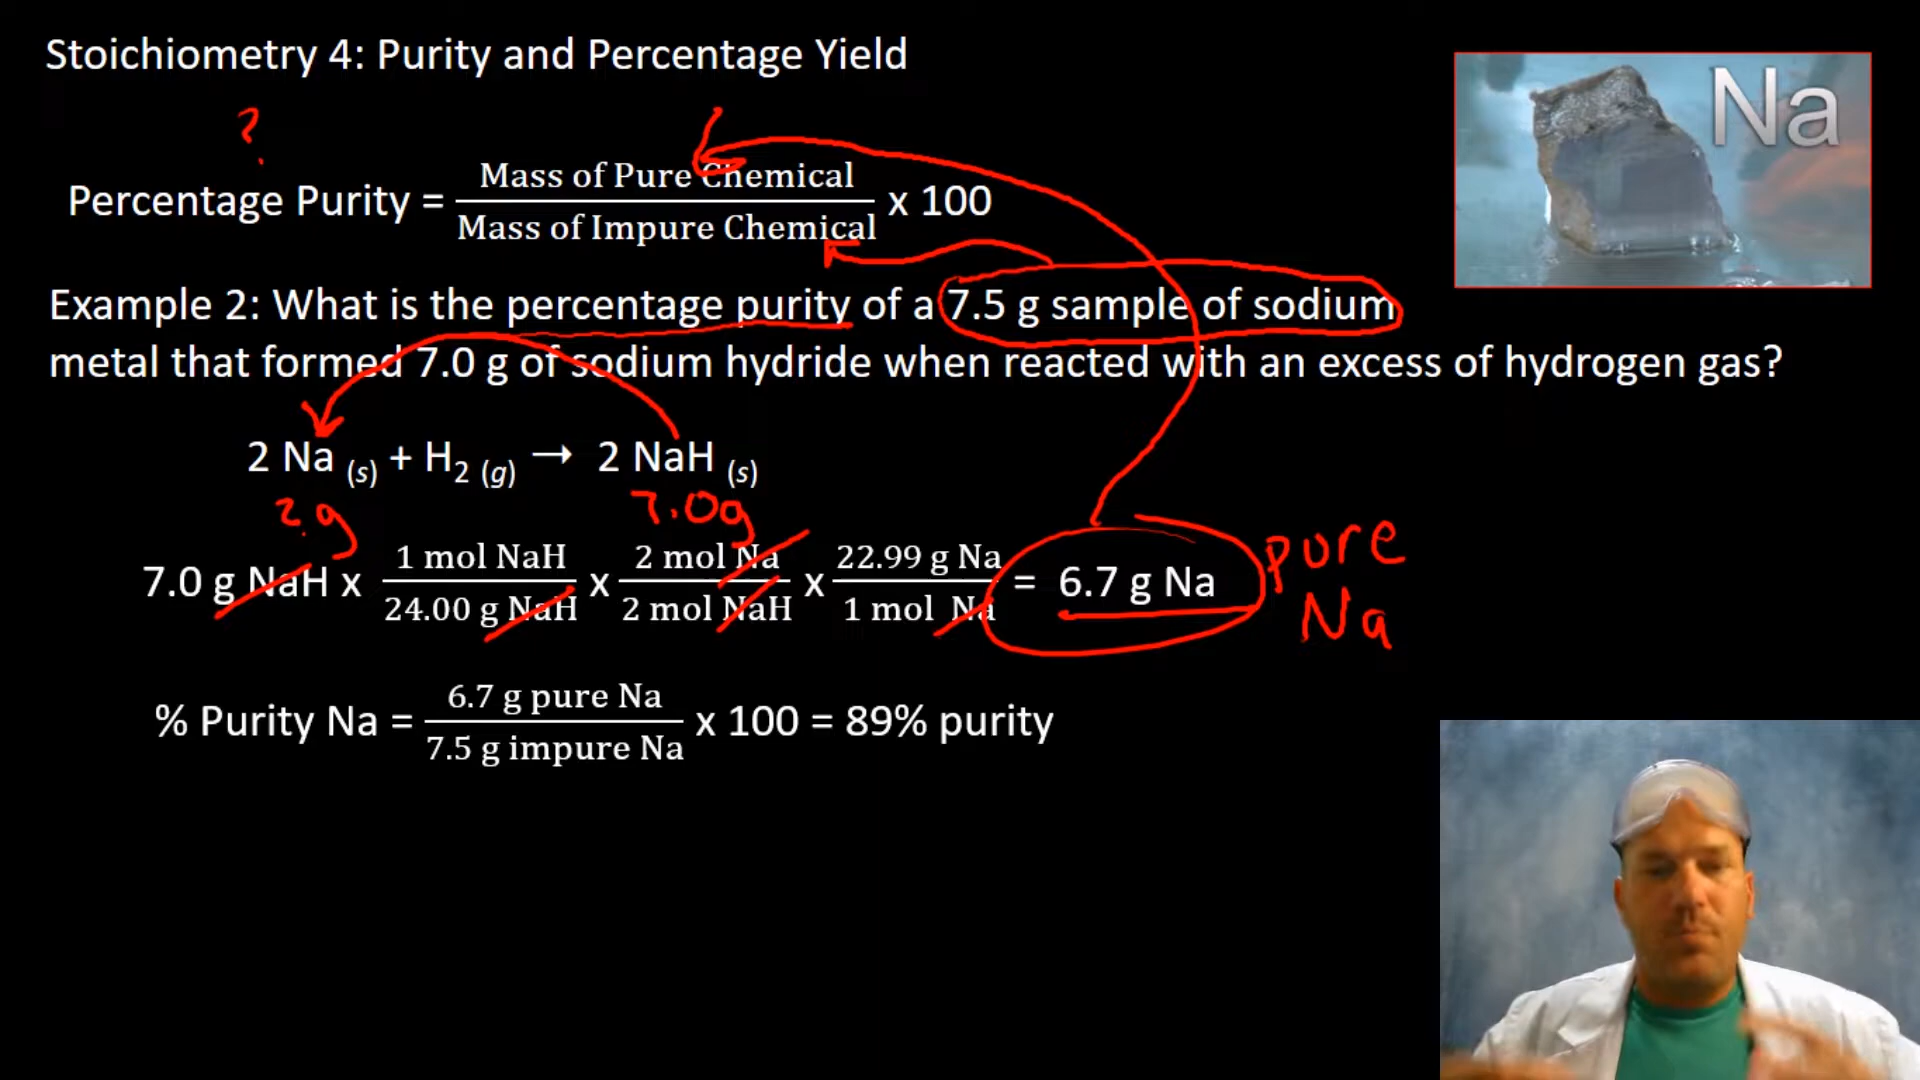 Stoichiometry 4: Purity and Percentage Yield
Na
?
Percentage Purity = Mass of Pure Chemical / Mass of Impure Chemical x 100
Example 2: What is the percentage purity of a 7.5 g sample of sodium
metal that formed 7.0 g of sodium hydride when reacted with an excess of hydrogen gas?
2 Na (s) + H2 (g) → 2 NaH (s)
? g 7.0g
7.0 g NaH x 1 mol NaH / 24.00 g NaH x 2 mol Na / 2 mol NaH x 22.99 g Na / 1 mol Na = 6.7 g Na
pure
Na
% Purity Na = 6.7 g pure Na / 7.5 g impure Na x 100 = 89% purity